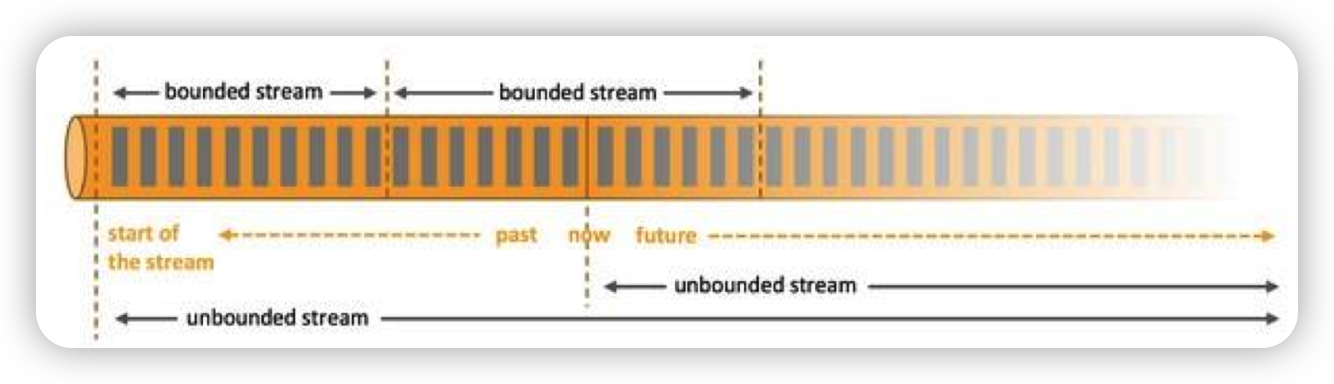 bounded stream
bounded stream
start of
the stream
past now future
unbounded stream
unbounded stream